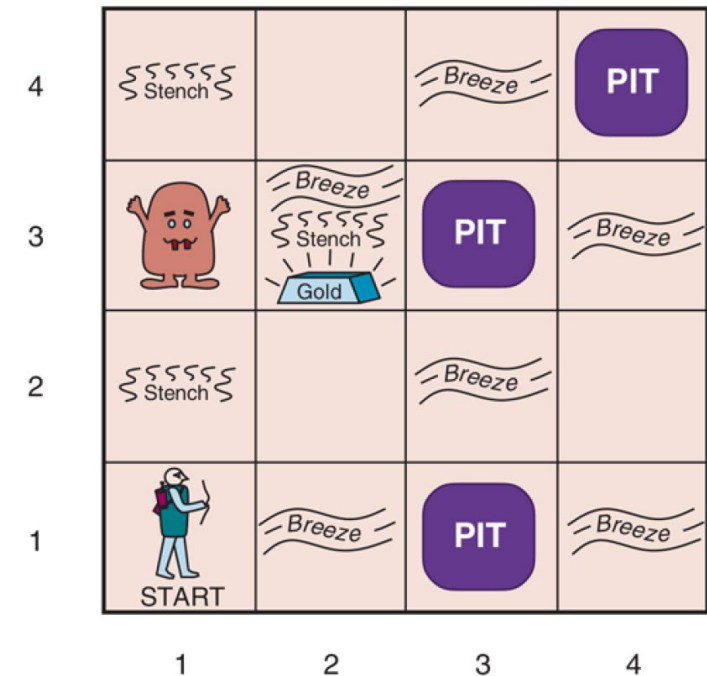 4
Stench
Breeze
PIT
3
Breeze
Stench
Gold
PIT
Breeze
2
Stench
Breeze
1
START
Breeze
PIT
Breeze
1 2 3 4